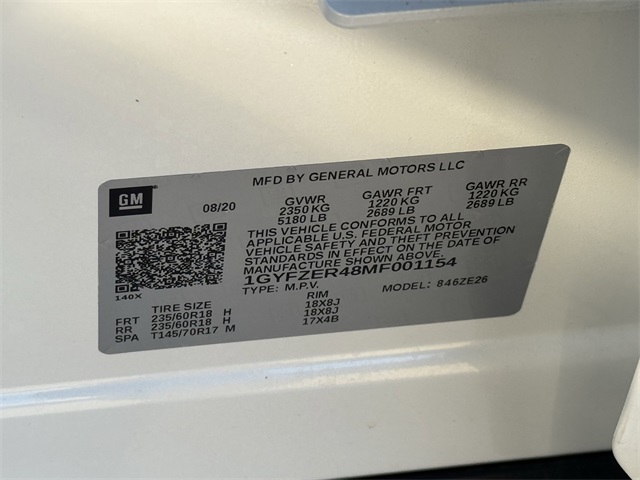 MFD BY GENERAL MOTORS LLC
GM
08/20 GVWR GAWR FRT GAWR RR
2350 KG 1220 KG 1220 KG
5180 LB 2689 LB 2689 LB
THIS VEHICLE CONFORMS TO ALL
APPLICABLE U.S. FEDERAL MOTOR
VEHICLE SAFETY AND THEFT PREVENTION
STANDARDS IN EFFECT ON THE DATE OF
MANUFACTURE SHOWN ABOVE.
1GYFZER48MF001154
140X
TYPE: M.P.V. MODEL: 846ZE26
TIRE SIZE RIM
FRT 235/60R18 H 18X8J
RR 235/60R18 H 18X8J
SPA T145/70R17 M 17X4B